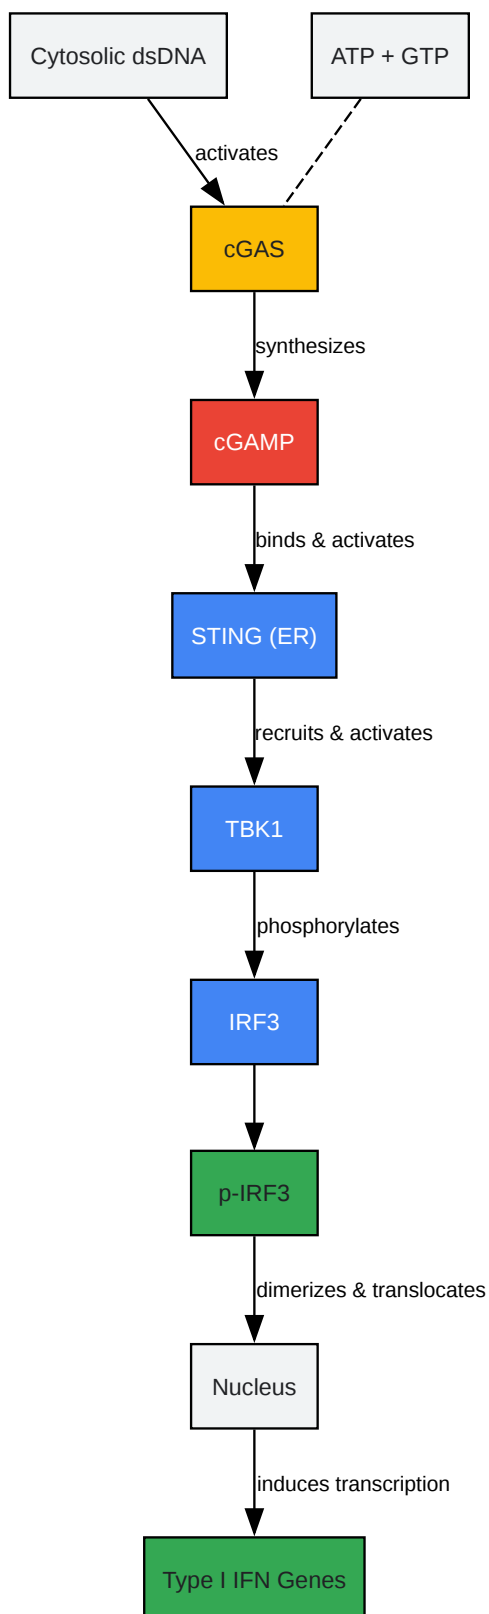 Cytosolic dsDNA
ATP + GTP
activates
cGAS
synthesizes
cGAMP
binds & activates
STING (ER)
recruits & activates
TBK1
phosphorylates
IRF3
p-IRF3
dimerizes & translocates
Nucleus
induces transcription
Type I IFN Genes